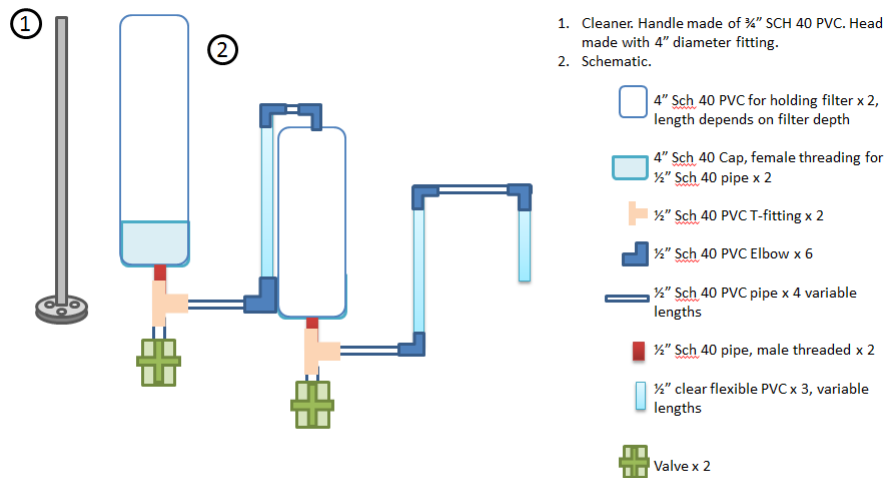 1
2
1. Cleaner. Handle made of ¾” SCH 40 PVC. Head
made with 4” diameter fitting.
2. Schematic.
4” Sch 40 PVC for holding filter x 2,
length depends on filter depth
4” Sch 40 Cap, female threading for
½” Sch 40 pipe x 2
½” Sch 40 PVC T-fitting x 2
½” Sch 40 PVC Elbow x 6
½” Sch 40 PVC pipe x 4 variable
lengths
½” Sch 40 pipe, male threaded x 2
½” clear flexible PVC x 3, variable
lengths
Valve x 2